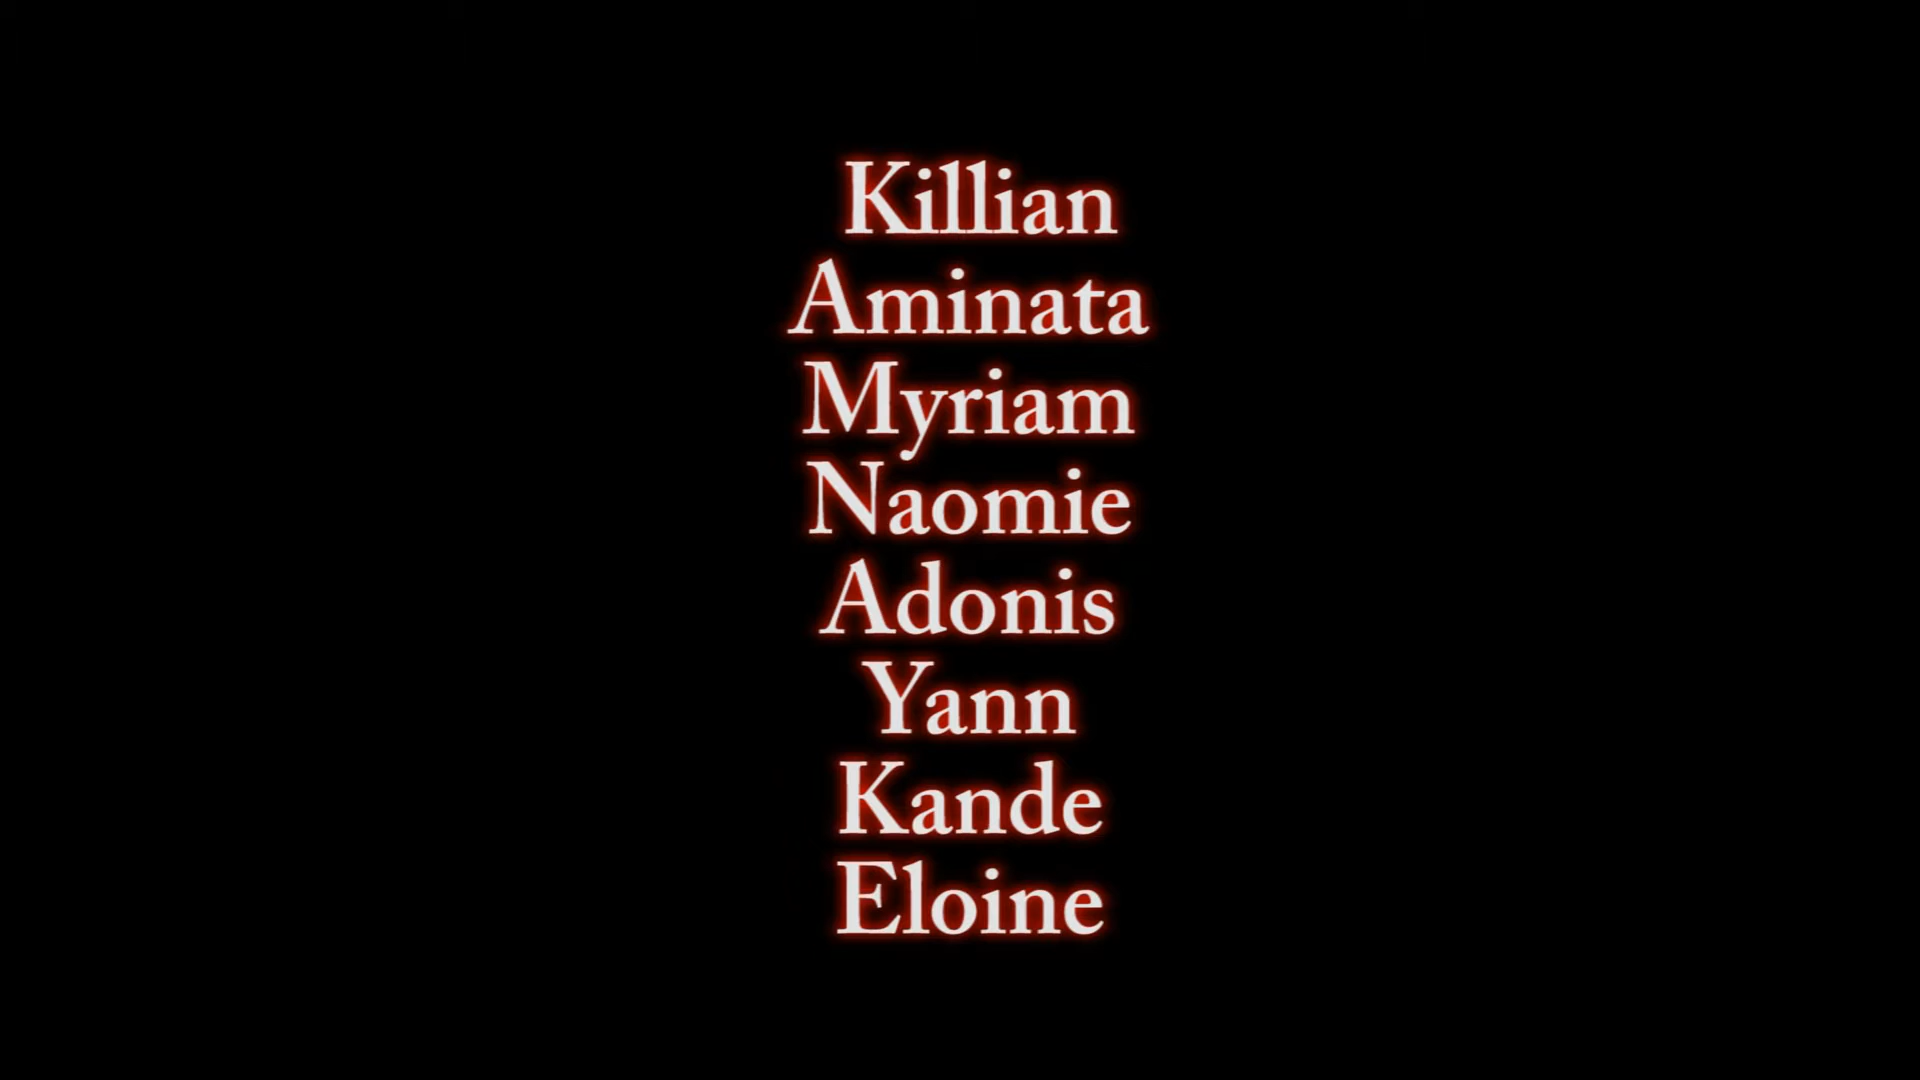 Killian
Aminata
Myriam
Naomie
Adonis
Yann
Kande
Eloine